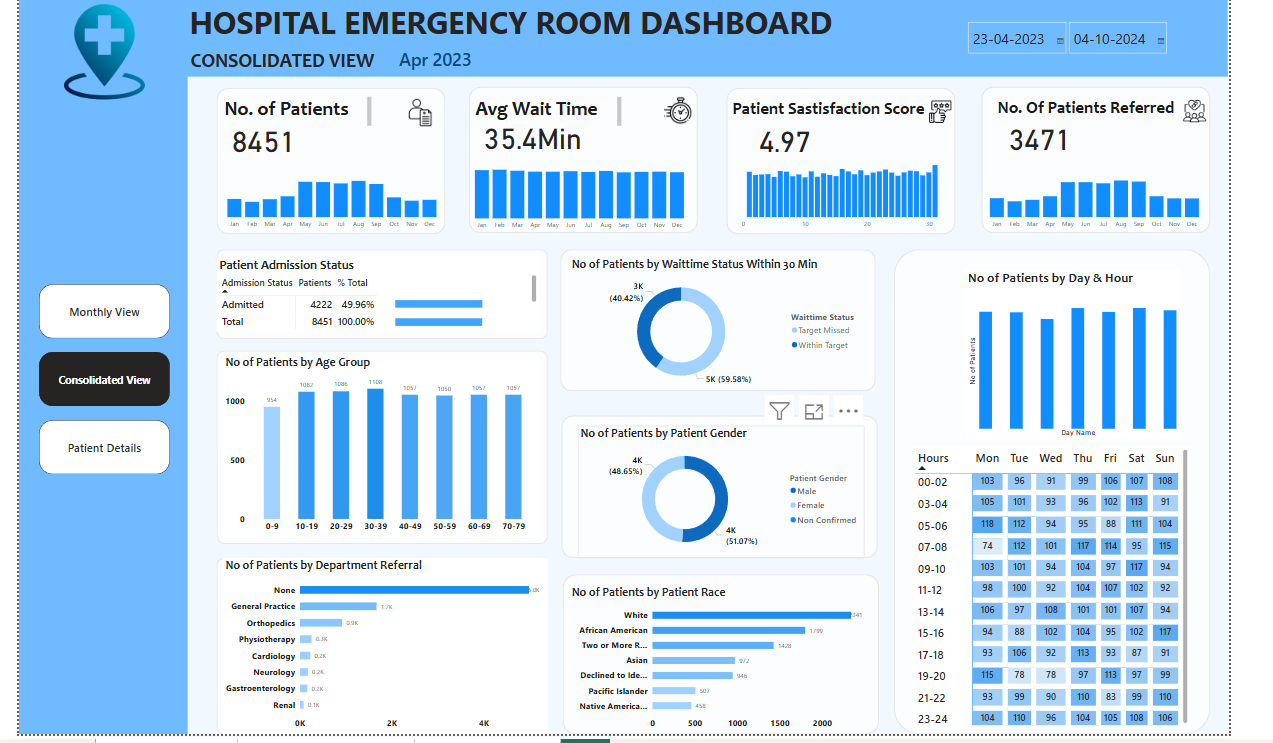 HOSPITAL EMERGENCY ROOM DASHBOARD
CONSOLIDATED VIEW Apr 2023
23-04-2023 04-10-2024
Monthly View
Consolidated View
Patient Details
No. of Patients
8451
Jan Feb Mar Apr May Jun Jul Aug Sep Oct Nov Dec
Avg Wait Time
35.4Min
Jan Feb Mar Apr May Jun Jul Aug Sep Oct Nov Dec
Patient Sastisfaction Score
4.97
0 10 20 30
No. Of Patients Referred
3471
Jan Feb Mar Apr May Jun Jul Aug Sep Oct Nov Dec
Patient Admission Status
Admission Status Patients % Total
Admitted 4222 49.96%
Total 8451 100.00%
No of Patients by Age Group
1000
500
0
954 1082 1086 1108 1057 1050 1057 1057
0-9 10-19 20-29 30-39 40-49 50-59 60-69 70-79
No of Patients by Department Referral
None
General Practice 1.7K
Orthopedics 0.9K
Physiotherapy 0.3K
Cardiology 0.2K
Neurology 0.2K
Gastroenterology 0.2K
Renal 0.1K
0K 2K 4K
No of Patients by Waittime Status Within 30 Min
3K
(40.42%)
5K (59.58%)
Waittime Status
Target Missed
Within Target
No of Patients by Patient Gender
4K
(48.65%)
4K
(51.07%)
Patient Gender
Male
Female
Non Confirmed
No of Patients by Patient Race
White
African American 1799
Two or More R... 1428
Asian 972
Declined to Ide... 946
Pacific Islander 507
Native America... 458
0 500 1000 1500 2000
No of Patients by Day & Hour
No of Patients
Day Name
Hours Mon Tue Wed Thu Fri Sat Sun
00-02 103 96 91 99 106 107 108
03-04 105 101 93 96 102 113 91
05-06 118 112 94 95 88 111 104
07-08 74 112 101 117 114 95 115
09-10 103 101 94 104 97 117 94
11-12 98 100 92 104 107 102 92
13-14 106 97 108 101 101 107 94
15-16 94 88 102 104 95 102 117
17-18 93 106 92 113 93 87 91
19-20 115 78 78 97 113 97 99
21-22 93 99 90 110 83 99 110
23-24 104 110 96 104 105 108 106